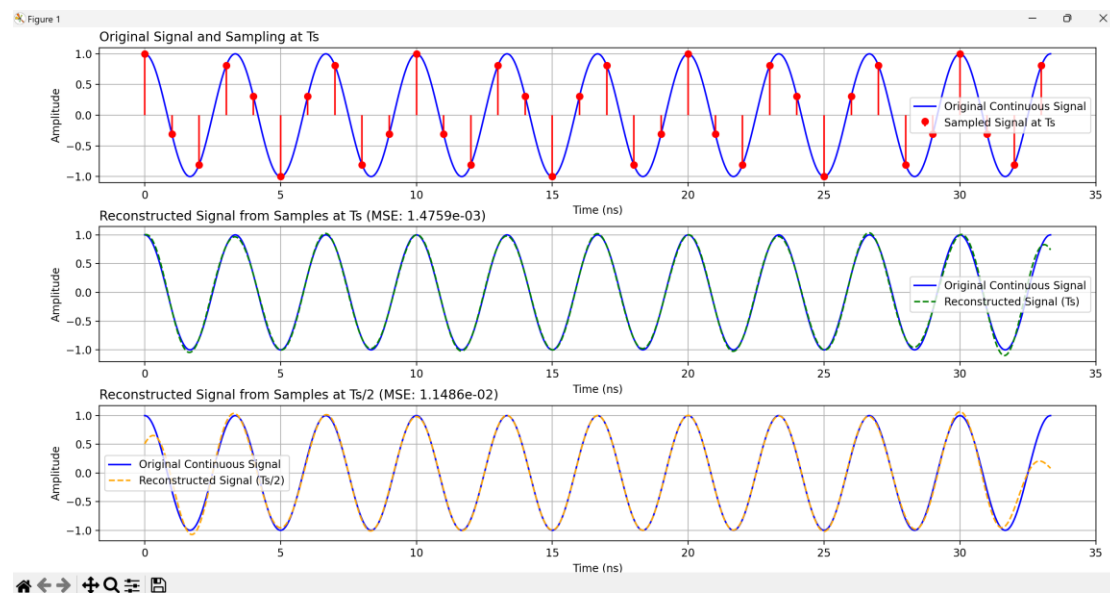 Figure 1
Original Signal and Sampling at Ts
1.0
0.5
0.0
−0.5
−1.0
Amplitude
Original Continuous Signal
Sampled Signal at Ts
0 5 10 15 20 25 30 35
Time (ns)
Reconstructed Signal from Samples at Ts (MSE: 1.4759e-03)
1.0
0.5
0.0
−0.5
−1.0
Amplitude
Original Continuous Signal
Reconstructed Signal (Ts)
0 5 10 15 20 25 30 35
Time (ns)
Reconstructed Signal from Samples at Ts/2 (MSE: 1.1486e-02)
1.0
0.5
0.0
−0.5
−1.0
Amplitude
Original Continuous Signal
Reconstructed Signal (Ts/2)
0 5 10 15 20 25 30 35
Time (ns)